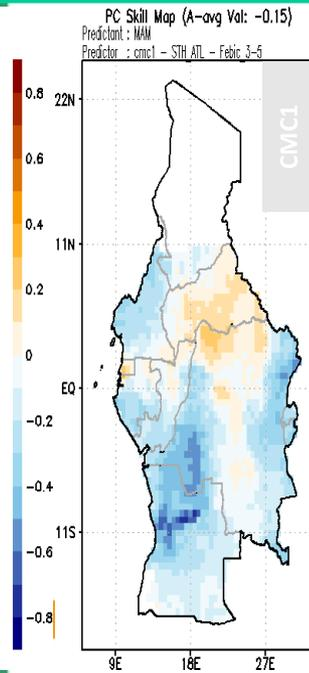 PC Skill Map (A-avg Val: -0.15)
Predictant : MAM
Predictor : cmc1 - STH ATL - Febic 3-5
CMC1
0.8
0.6
0.4
0.2
0
-0.2
-0.4
-0.6
-0.8
22N
11N
EQ
11S
9E
18E
27E